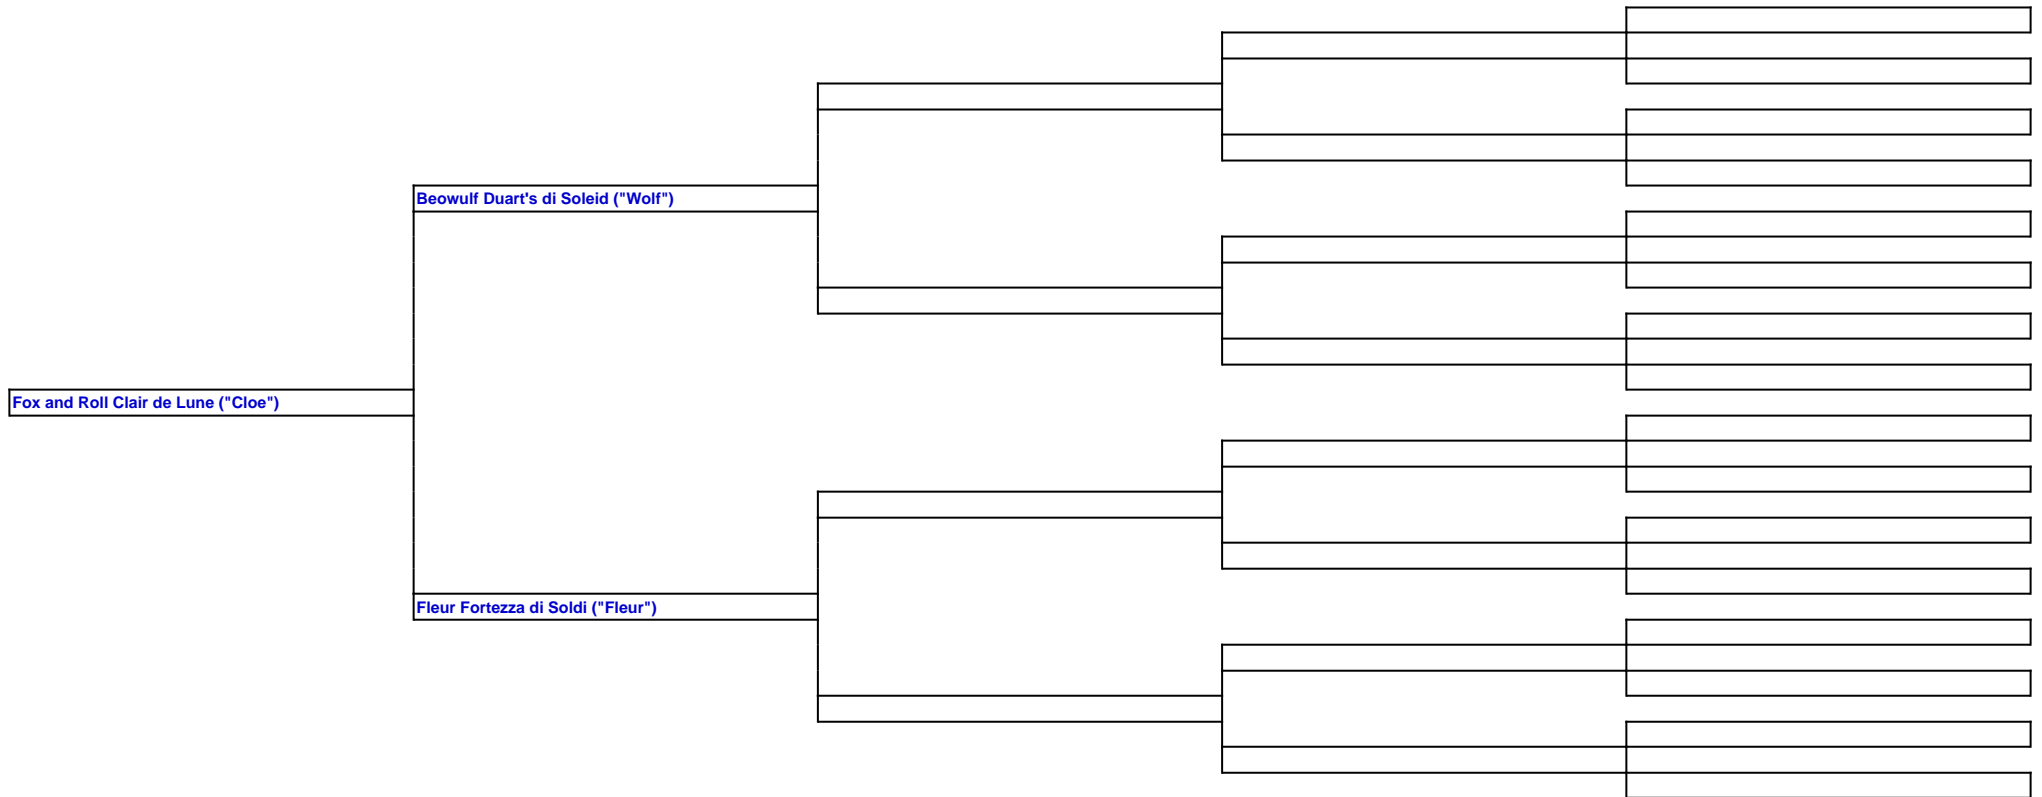 Beowulf Duart's di Soleid ("Wolf")
Fox and Roll Clair de Lune ("Cloe")
Fleur Fortezza di Soldi ("Fleur")